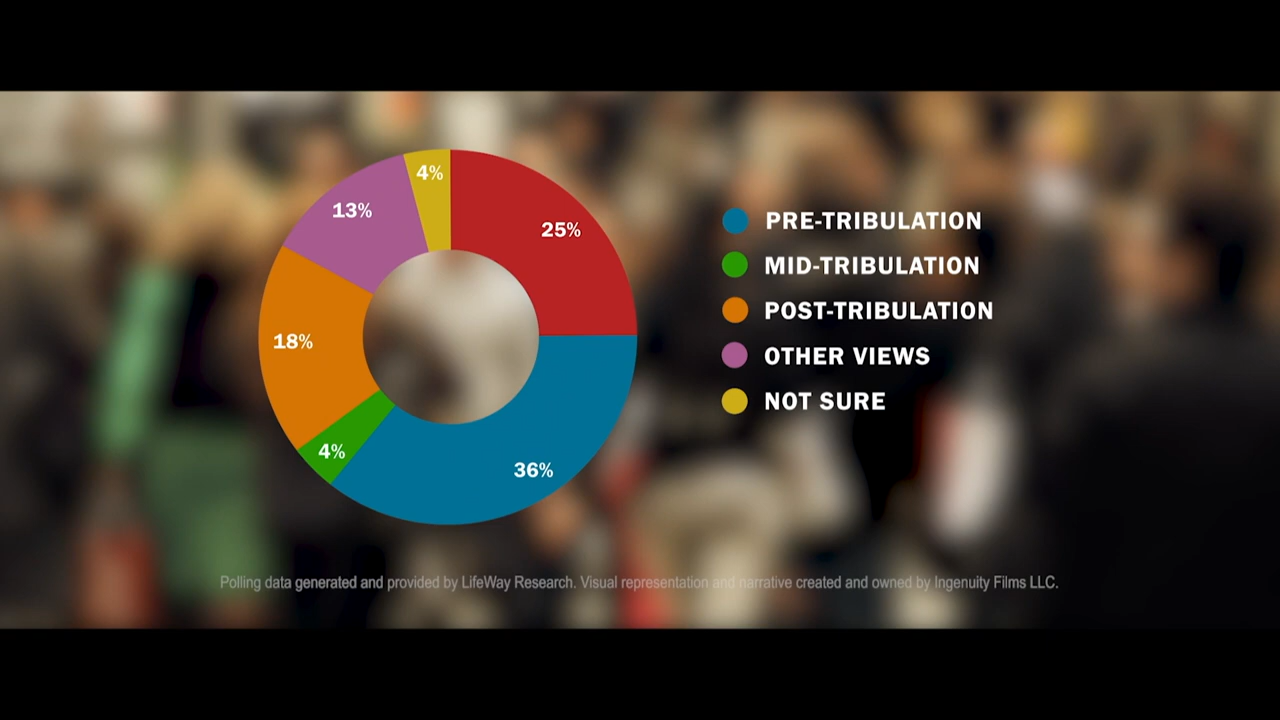 4%
13%
25%
18%
4%
36%
PRE-TRIBULATION
MID-TRIBULATION
POST-TRIBULATION
OTHER VIEWS
NOT SURE
Polling data generated and provided by LifeWay Research. Visual representation and narrative created and owned by Ingenuity Films LLC.